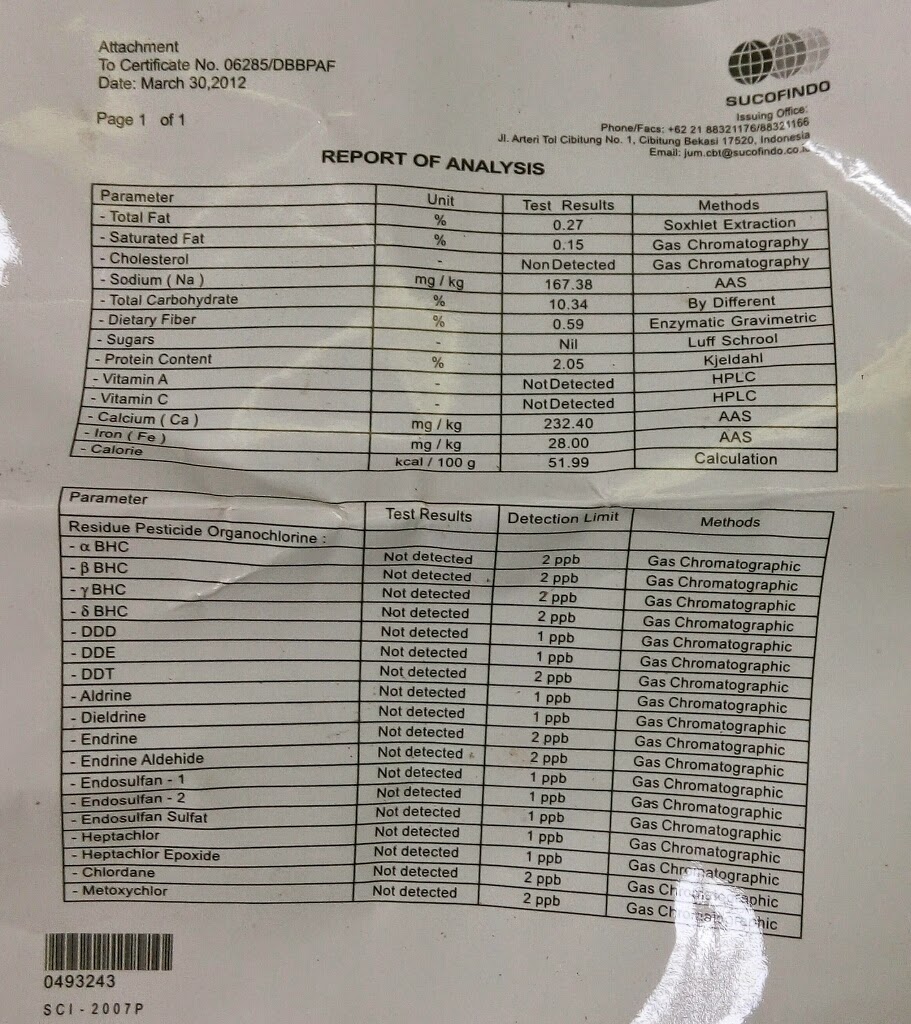 Attachment
To Certificate No. 06285/DBBPAF
Date: March 30,2012
Page 1 of 1
SUCOFINDO
Issuing Office:
Phone/Facs: +62 21 88321176/88321166
Jl. Arteri Tol Cibitung No. 1, Cibitung Bekasi 17520, Indonesia
Email: jum.cbt@sucofindo.co.
REPORT OF ANALYSIS
Parameter Unit Test Results Methods
- Total Fat % 0.27 Soxhlet Extraction
- Saturated Fat % 0.15 Gas Chromatography
- Cholesterol - Non Detected Gas Chromatography
- Sodium ( Na ) mg / kg 167.38 AAS
- Total Carbohydrate % 10.34 By Different
- Dietary Fiber % 0.59 Enzymatic Gravimetric
- Sugars - Nil Luff Schrool
- Protein Content % 2.05 Kjeldahl
- Vitamin A - Not Detected HPLC
- Vitamin C - Not Detected HPLC
- Calcium ( Ca ) mg / kg 232.40 AAS
- Iron ( Fe ) mg / kg 28.00 AAS
- Calorie kcal / 100 g 51.99 Calculation
Parameter Test Results Detection Limit Methods
Residue Pesticide Organochlorine :
- α BHC Not detected 2 ppb Gas Chromatographic
- β BHC Not detected 2 ppb Gas Chromatographic
- γ BHC Not detected 2 ppb Gas Chromatographic
- δ BHC Not detected 2 ppb Gas Chromatographic
- DDD Not detected 1 ppb Gas Chromatographic
- DDE Not detected 1 ppb Gas Chromatographic
- DDT Not detected 2 ppb Gas Chromatographic
- Aldrine Not detected 1 ppb Gas Chromatographic
- Dieldrine Not detected 1 ppb Gas Chromatographic
- Endrine Not detected 2 ppb Gas Chromatographic
- Endrine Aldehide Not detected 2 ppb Gas Chromatographic
- Endosulfan - 1 Not detected 1 ppb Gas Chromatographic
- Endosulfan - 2 Not detected 1 ppb Gas Chromatographic
- Endosulfan Sulfat Not detected 1 ppb Gas Chromatographic
- Heptachlor Not detected 1 ppb Gas Chromatographic
- Heptachlor Epoxide Not detected 1 ppb Gas Chromatographic
- Chlordane Not detected 2 ppb Gas Chromatographic
- Metoxychlor Not detected 2 ppb Gas Chromatographic
0493243
SCI - 2007P